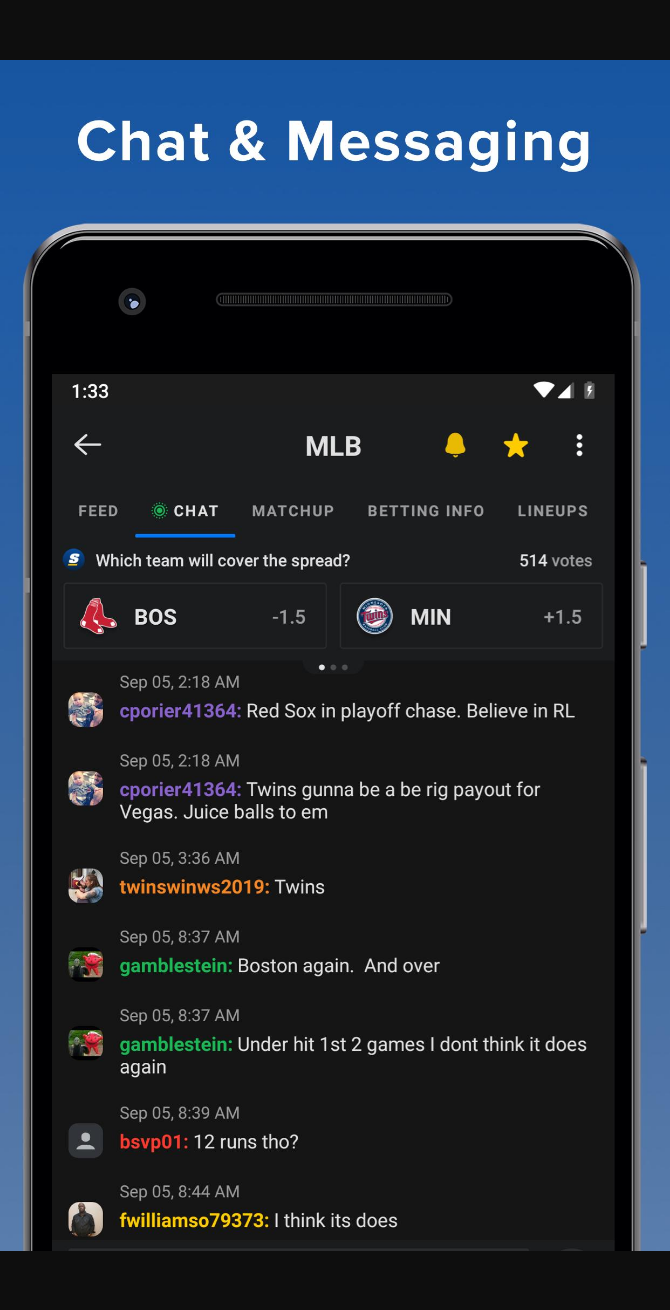 Chat & Messaging
1:33
MLB
FEED CHAT MATCHUP BETTING INFO LINEUPS
S Which team will cover the spread? 514 votes
BOS -1.5 Twins MIN +1.5
Sep 05, 2:18 AM
cporier41364: Red Sox in playoff chase. Believe in RL
Sep 05, 2:18 AM
cporier41364: Twins gunna be a be rig payout for
Vegas. Juice balls to em
Sep 05, 3:36 AM
twinswinws2019: Twins
Sep 05, 8:37 AM
gamblestein: Boston again.  And over
Sep 05, 8:37 AM
gamblestein: Under hit 1st 2 games I dont think it does
again
Sep 05, 8:39 AM
bsvp01: 12 runs tho?
Sep 05, 8:44 AM
fwilliamso79373: I think its does